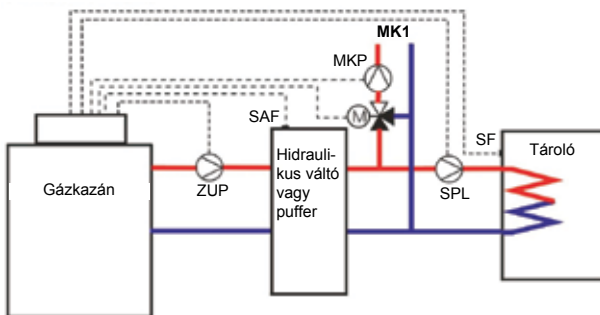 MK1
MKP
M
SAF
SF
Gázkazán
ZUP
Hidrauli-
kus váltó
vagy
puffer
SPL
Tároló